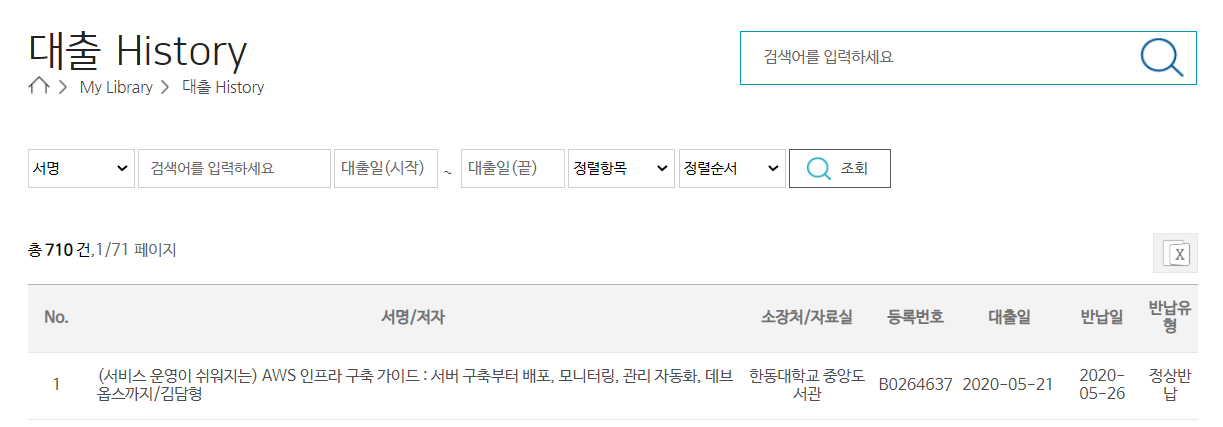 대출 History
My Library 대출 History
검색어를 입력하세요
서명 검색어를 입력하세요 대출일(시작) ~ 대출일(끝) 정렬항목 정렬순서 조회
총 710 건,1/71 페이지
X
No. 서명/저자 소장처/자료실 등록번호 대출일 반납일 반납유
형
1 (서비스 운영이 쉬워지는) AWS 인프라 구축 가이드 : 서버 구축부터 배포, 모니터링, 관리 자동화, 데브
옵스까지/김담형
한동대학교 중앙도
서관
B0264637 2020-05-21 2020-
05-26
정상반
납